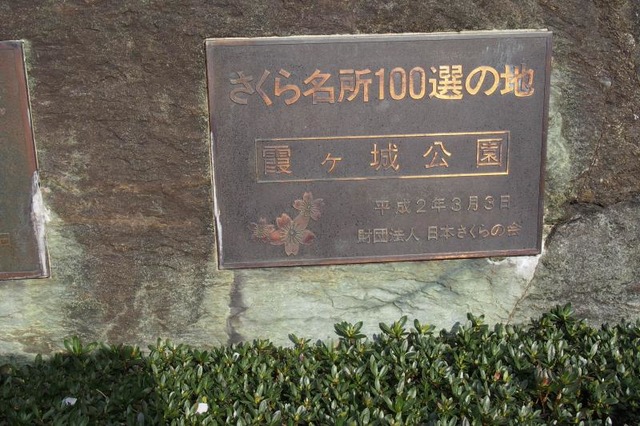 さくら名所100選の地
霞ヶ城公園
平成2年3月3日
財団法人 日本さくらの会